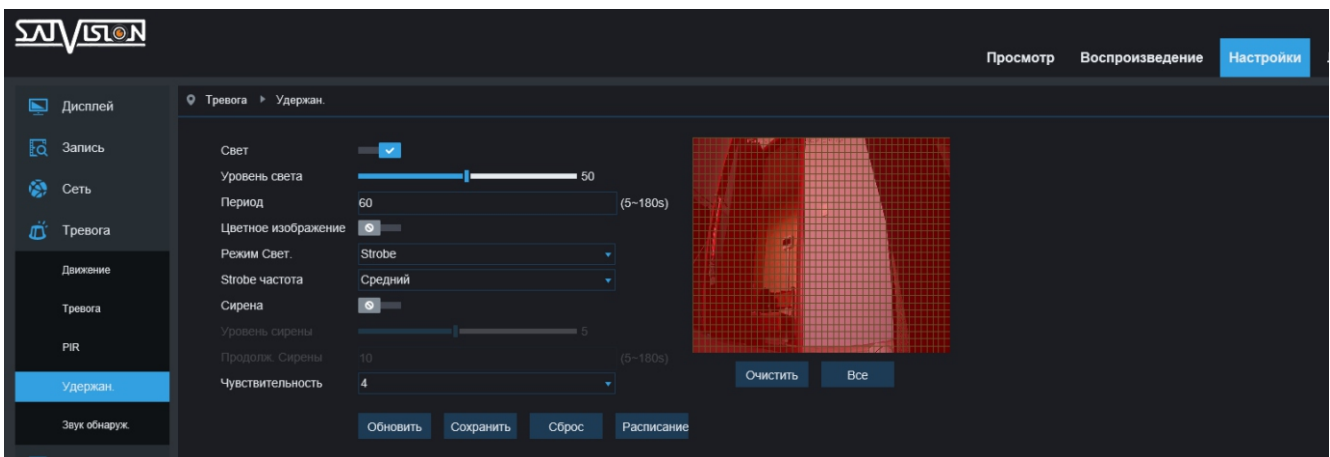 SATVISION
Просмотр Воспроизведение Настройки
Дисплей
Запись
Сеть
Тревога
Движение
Тревога
PIR
Удержан.
Звук обнаруж.
Тревога Удержан.
Свет
Уровень света 50
Период 60 (5~180s)
Цветное изображение
Режим Свет. Strobe
Strobe частота Средний
Сирена
Уровень сирены 5
Продолж. Сирены 10 (5~180s)
Чувствительность 4
Обновить Сохранить Сброс Расписание
Очистить Все